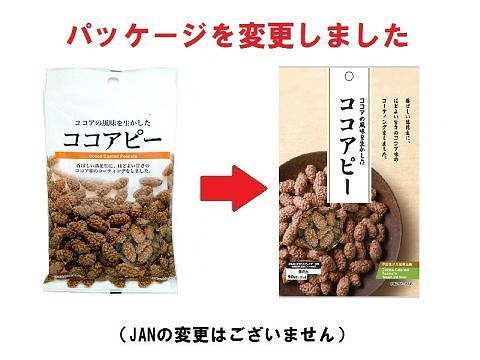 パッケージを変更しました
ココアの風味を生かした
ココアピー
Cocoa Coated Peanuts
香ばしい落花生に、ほどよい甘さの
ココア味のコーティングをしました。
香ばしい落花生に、
ほどよい甘さのココア味の
コーティングをしました。
ココアの風味を生かした
ココアピー
Cocoa Coated
Peanuts
(JANの変更はございません)